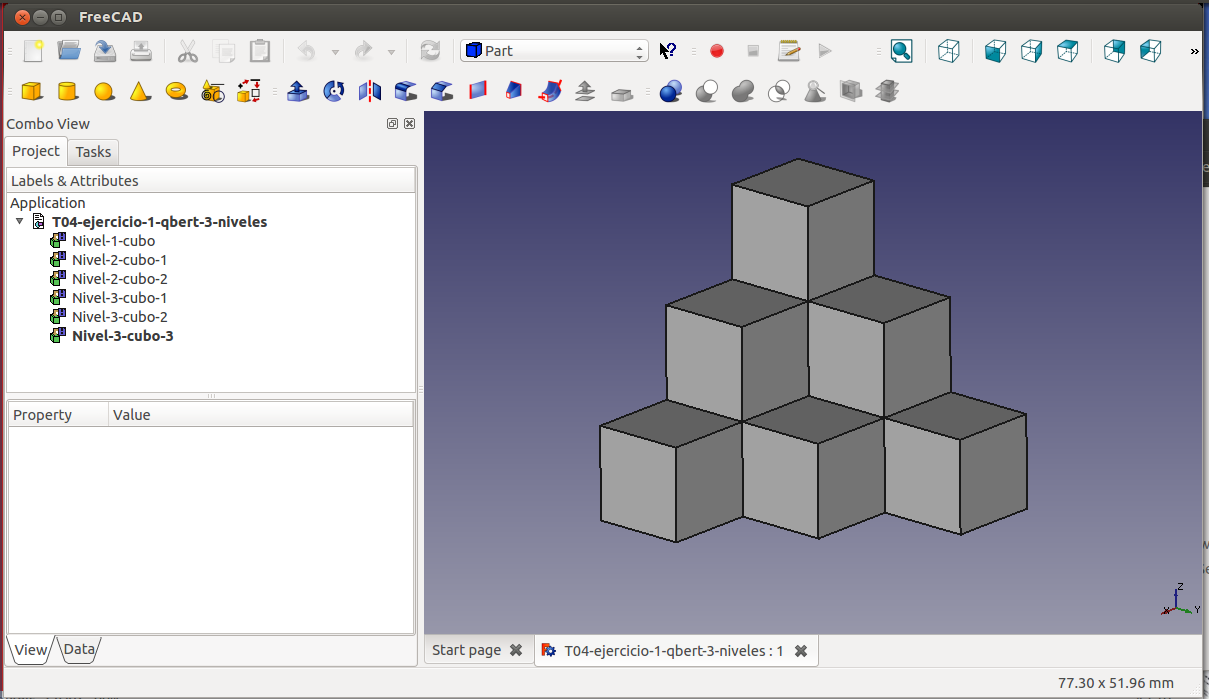 FreeCAD
Part
»
Combo View
Project
Tasks
Labels & Attributes
Application
T04-ejercicio-1-qbert-3-niveles
Nivel-1-cubo
Nivel-2-cubo-1
Nivel-2-cubo-2
Nivel-3-cubo-1
Nivel-3-cubo-2
Nivel-3-cubo-3
Property Value
Z
X Y
View Data
Start page
T04-ejercicio-1-qbert-3-niveles : 1
77.30 x 51.96 mm